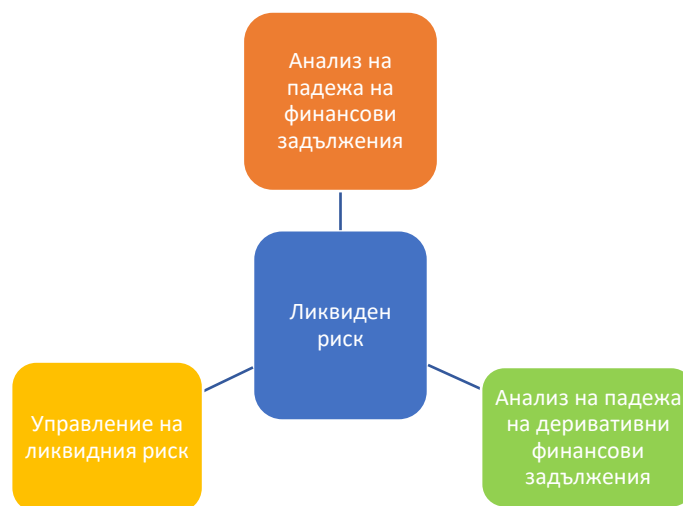 Анализ на
падежа на
финансови
задължения
Ликвиден
риск
Управление на
ликвидния риск
Анализ на падежа
на деривативни
финансови
задължения